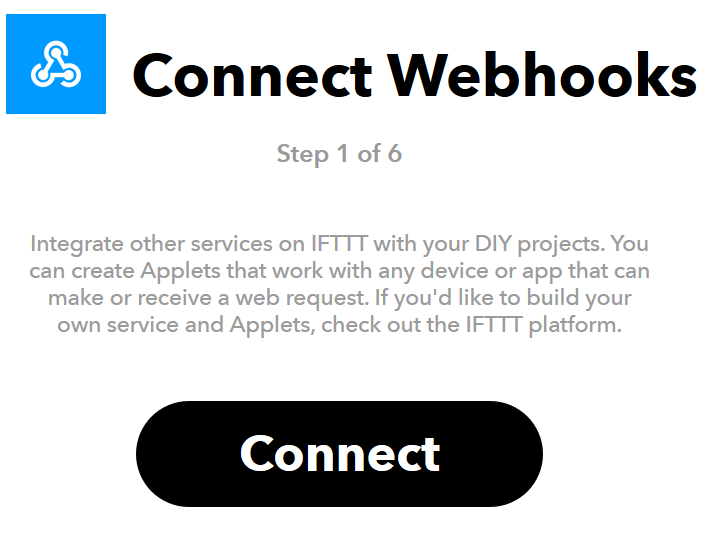 Connect Webhooks
Step 1 of 6
Integrate other services on IFTTT with your DIY projects. You
can create Applets that work with any device or app that can
make or receive a web request. If you'd like to build your
own service and Applets, check out the IFTTT platform.
Connect